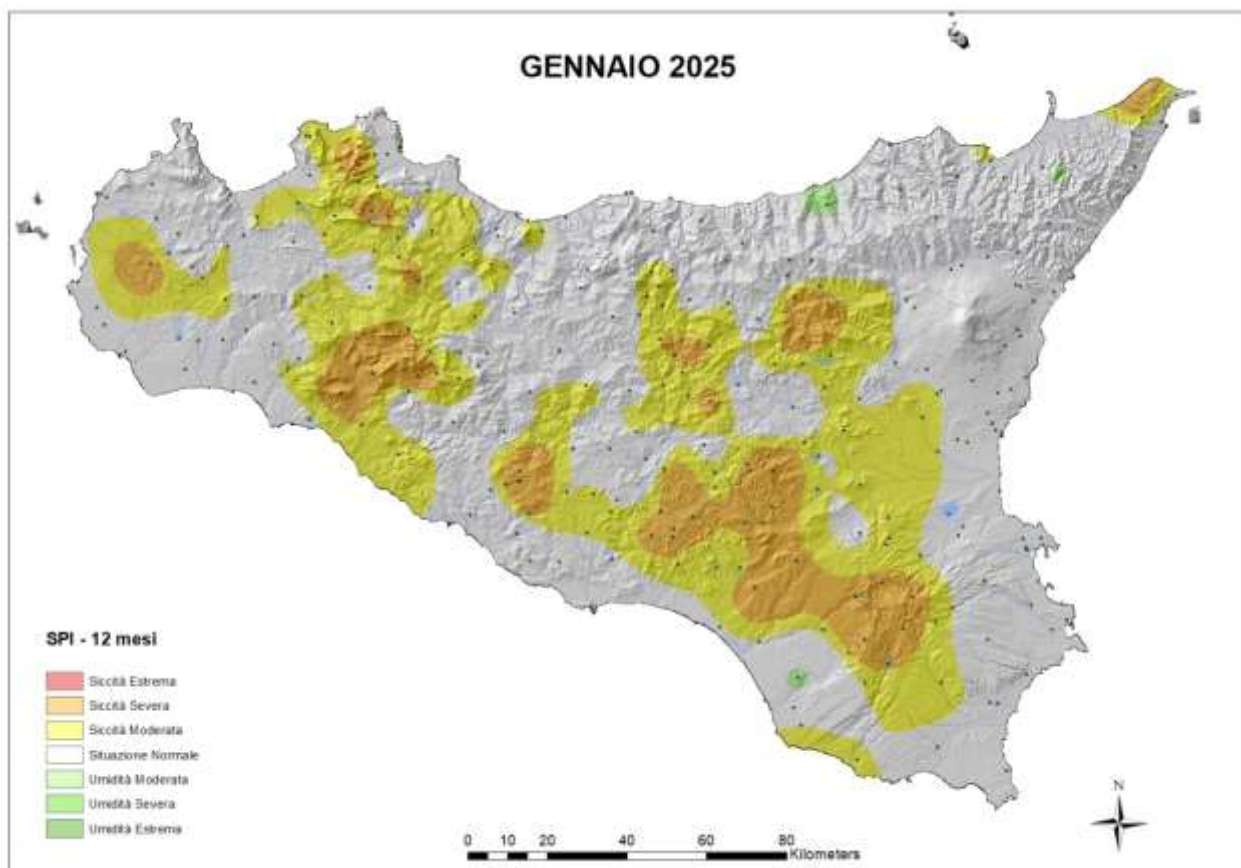 GENNAIO 2025
SPI - 12 mesi
Siccità Estrema
Siccità Severa
Siccità Moderata
Situazione Normale
Umidità Moderata
Umidità Severa
Umidità Estrema
N
0 10 20 40 60 80
Kilometers